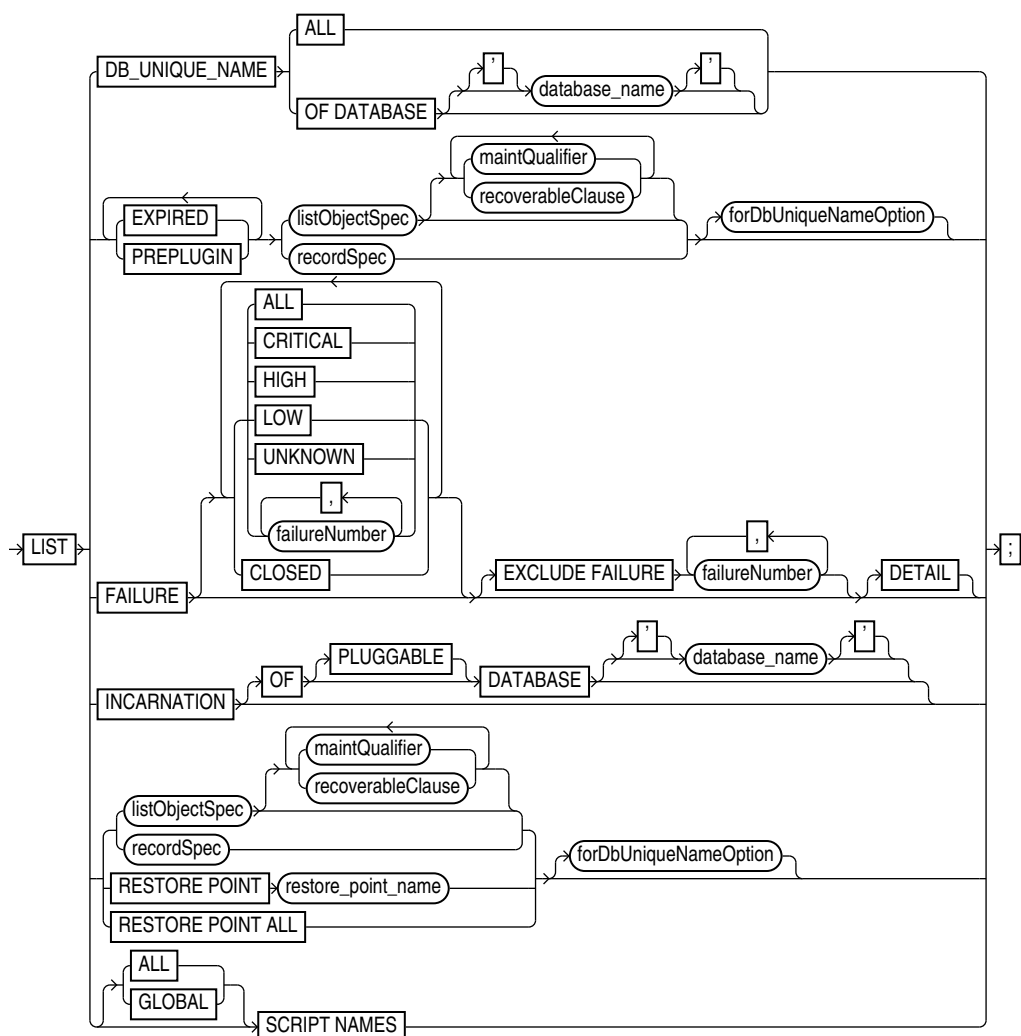 ALL
DB_UNIQUE_NAME
' '
database_name
OF DATABASE
maintQualifier
EXPIRED
listObjectSpec
recoverableClause
forDbUniqueNameOption
PREPLUGIN
recordSpec
ALL
CRITICAL
HIGH
LOW
UNKNOWN
,
failureNumber
LIST
;
CLOSED
,
FAILURE
EXCLUDE FAILURE
failureNumber
DETAIL
PLUGGABLE
' '
OF
DATABASE
database_name
INCARNATION
maintQualifier
recoverableClause
listObjectSpec
recordSpec
forDbUniqueNameOption
RESTORE POINT
restore_point_name
RESTORE POINT ALL
ALL
GLOBAL
SCRIPT NAMES